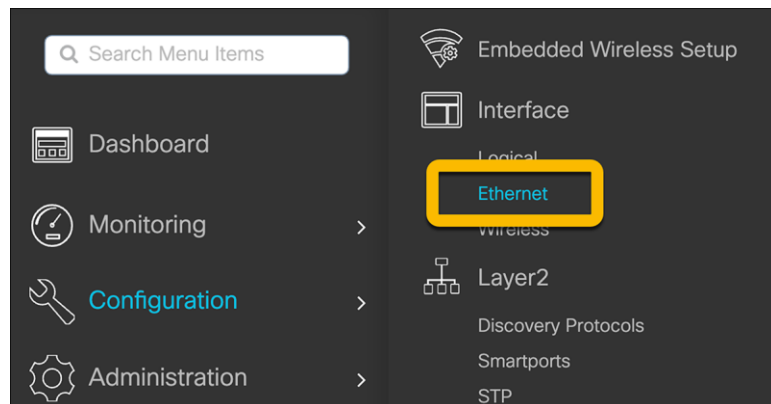 Search Menu Items
Dashboard
Monitoring
Configuration
Administration
Embedded Wireless Setup
Interface
Logical
Ethernet
Wireless
Layer2
Discovery Protocols
Smartports
STP